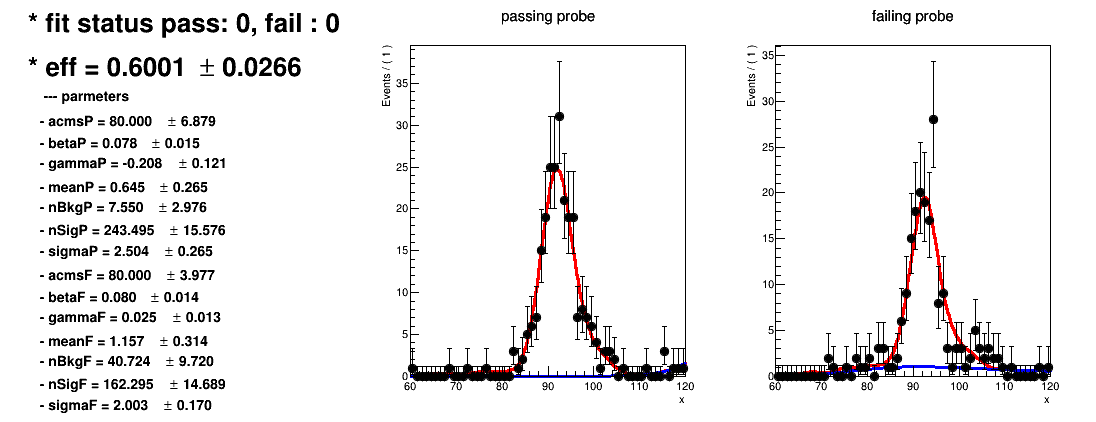 * fit status pass: 0, fail : 0
* eff = 0.6001 ± 0.0266
--- parmeters
- acmsP = 80.000 ± 6.879
- betaP = 0.078 ± 0.015
- gammaP = -0.208 ± 0.121
- meanP = 0.645 ± 0.265
- nBkgP = 7.550 ± 2.976
- nSigP = 243.495 ± 15.576
- sigmaP = 2.504 ± 0.265
- acmsF = 80.000 ± 3.977
- betaF = 0.080 ± 0.014
- gammaF = 0.025 ± 0.013
- meanF = 1.157 ± 0.314
- nBkgF = 40.724 ± 9.720
- nSigF = 162.295 ± 14.689
- sigmaF = 2.003 ± 0.170
passing probe
Events / ( 1 )
35
30
25
20
15
10
5
0
60 70 80 90 100 110 120
x
failing probe
Events / ( 1 )
35
30
25
20
15
10
5
0
60 70 80 90 100 110 120
x